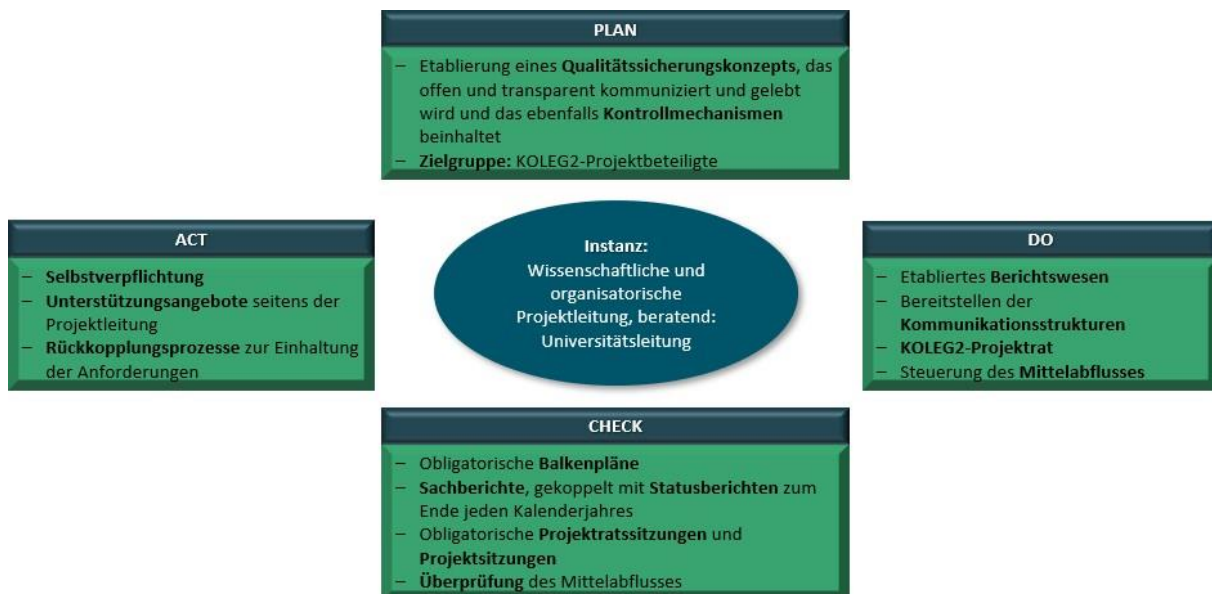 PLAN
– Etablierung eines Qualitätssicherungskonzepts, das
offen und transparent kommuniziert und gelebt
wird und das ebenfalls Kontrollmechanismen
beinhaltet
– Zielgruppe: KOLEG2-Projektbeteiligte
ACT
– Selbstverpflichtung
– Unterstützungsangebote seitens der
Projektleitung
– Rückkopplungsprozesse zur Einhaltung
der Anforderungen
Instanz:
Wissenschaftliche und
organisatorische
Projektleitung, beratend:
Universitätsleitung
DO
– Etabliertes Berichtswesen
– Bereitstellen der
Kommunikationsstrukturen
– KOLEG2-Projektrat
– Steuerung des Mittelabflusses
CHECK
– Obligatorische Balkenpläne
– Sachberichte, gekoppelt mit Statusberichten zum
Ende jeden Kalenderjahres
– Obligatorische Projektratssitzungen und
Projektsitzungen
– Überprüfung des Mittelabflusses